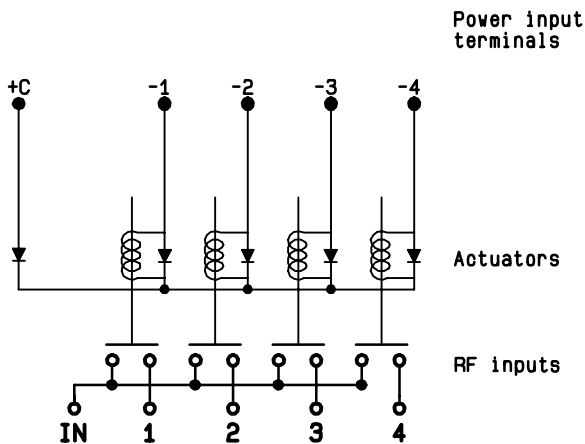 Power input
terminals
+C -1 -2 -3 -4
Actuators
RF inputs
IN 1 2 3 4